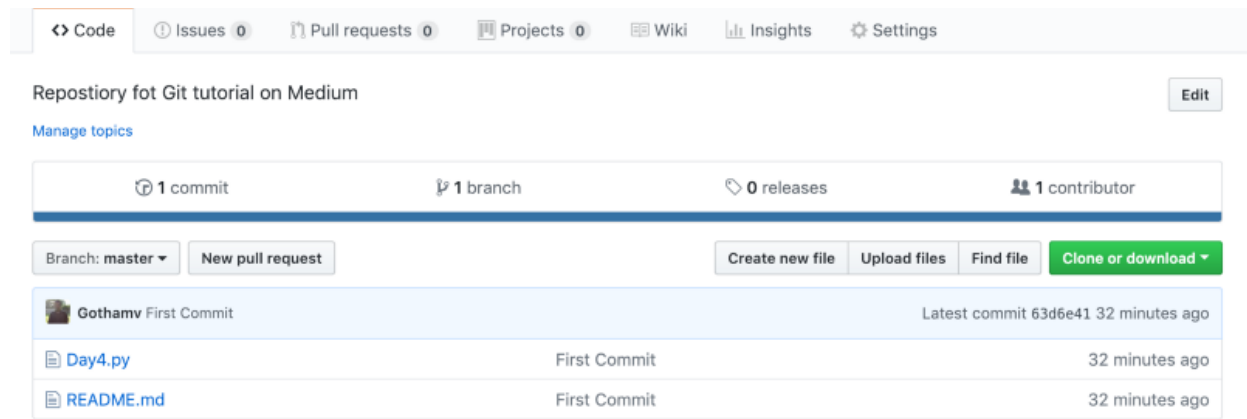 <> Code Issues 0 Pull requests 0 Projects 0 Wiki Insights Settings
Repostiory fot Git tutorial on Medium Edit
Manage topics
1 commit 1 branch 0 releases 1 contributor
Branch: master New pull request Create new file Upload files Find file Clone or download
Gothamv First Commit Latest commit 63d6e41 32 minutes ago
Day4.py First Commit 32 minutes ago
README.md First Commit 32 minutes ago